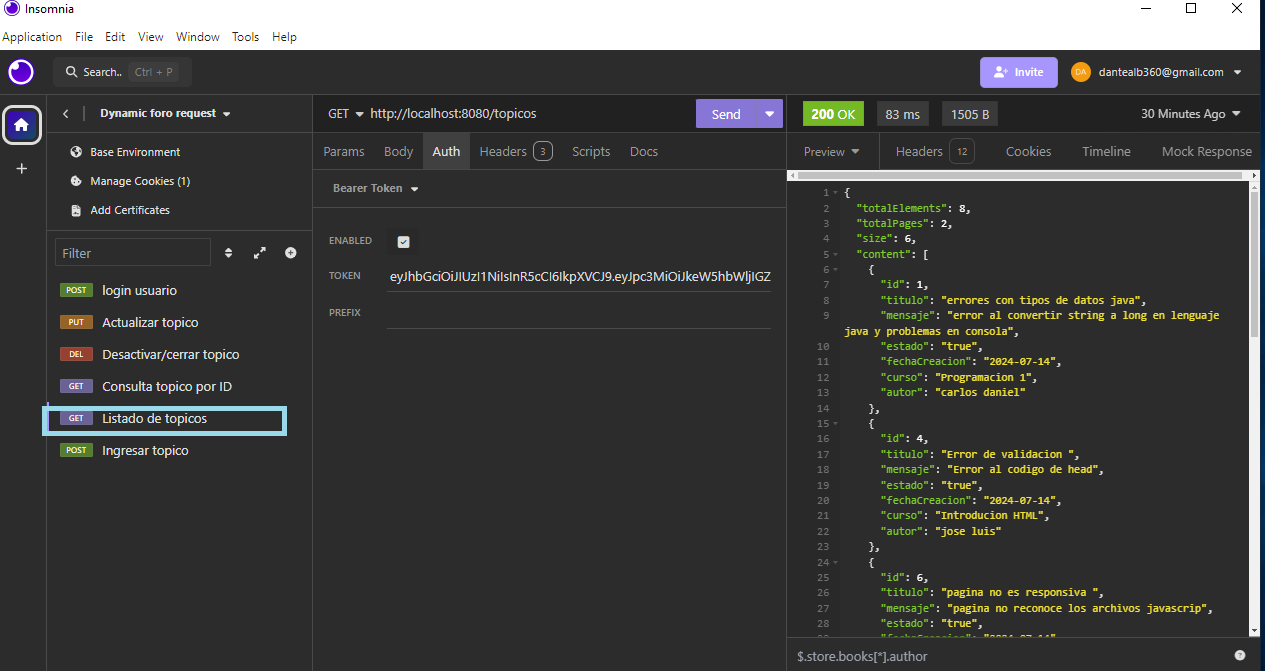 Insomnia
Application File Edit View Window Tools Help
Search.. Ctrl + P
Invite
DA
dantealb360@gmail.com
Dynamic foro request
Base Environment
Manage Cookies (1)
Add Certificates
Filter
POST login usuario
PUT Actualizar topico
DEL Desactivar/cerrar topico
GET Consulta topico por ID
GET Listado de topicos
POST Ingresar topico
GET http://localhost:8080/topicos
Send
Params Body Auth Headers 3 Scripts Docs
Bearer Token
ENABLED
TOKEN eyJhbGciOiJIUzI1NiIsInR5cCI6IkpXVCJ9.eyJpc3MiOiJkeW5hbWljIGZ
PREFIX
200 OK 83 ms 1505 B 30 Minutes Ago
Preview Headers 12 Cookies Timeline Mock Response
1 {
2 "totalElements": 8,
3 "totalPages": 2,
4 "size": 6,
5 "content": [
6 {
7 "id": 1,
8 "titulo": "errores con tipos de datos java",
9 "mensaje": "error al convertir string a long en lenguaje
java y problemas en consola",
10 "estado": "true",
11 "fechaCreacion": "2024-07-14",
12 "curso": "Programacion 1",
13 "autor": "carlos daniel"
14 },
15 {
16 "id": 4,
17 "titulo": "Error de validacion ",
18 "mensaje": "Error al codigo de head",
19 "estado": "true",
20 "fechaCreacion": "2024-07-14",
21 "curso": "Introducion HTML",
22 "autor": "jose luis"
23 },
24 {
25 "id": 6,
26 "titulo": "pagina no es responsiva ",
27 "mensaje": "pagina no reconoce los archivos javascrip",
28 "estado": "true",
29 "fechaCreacion": "2024-07-14",
$.store.books[*].author